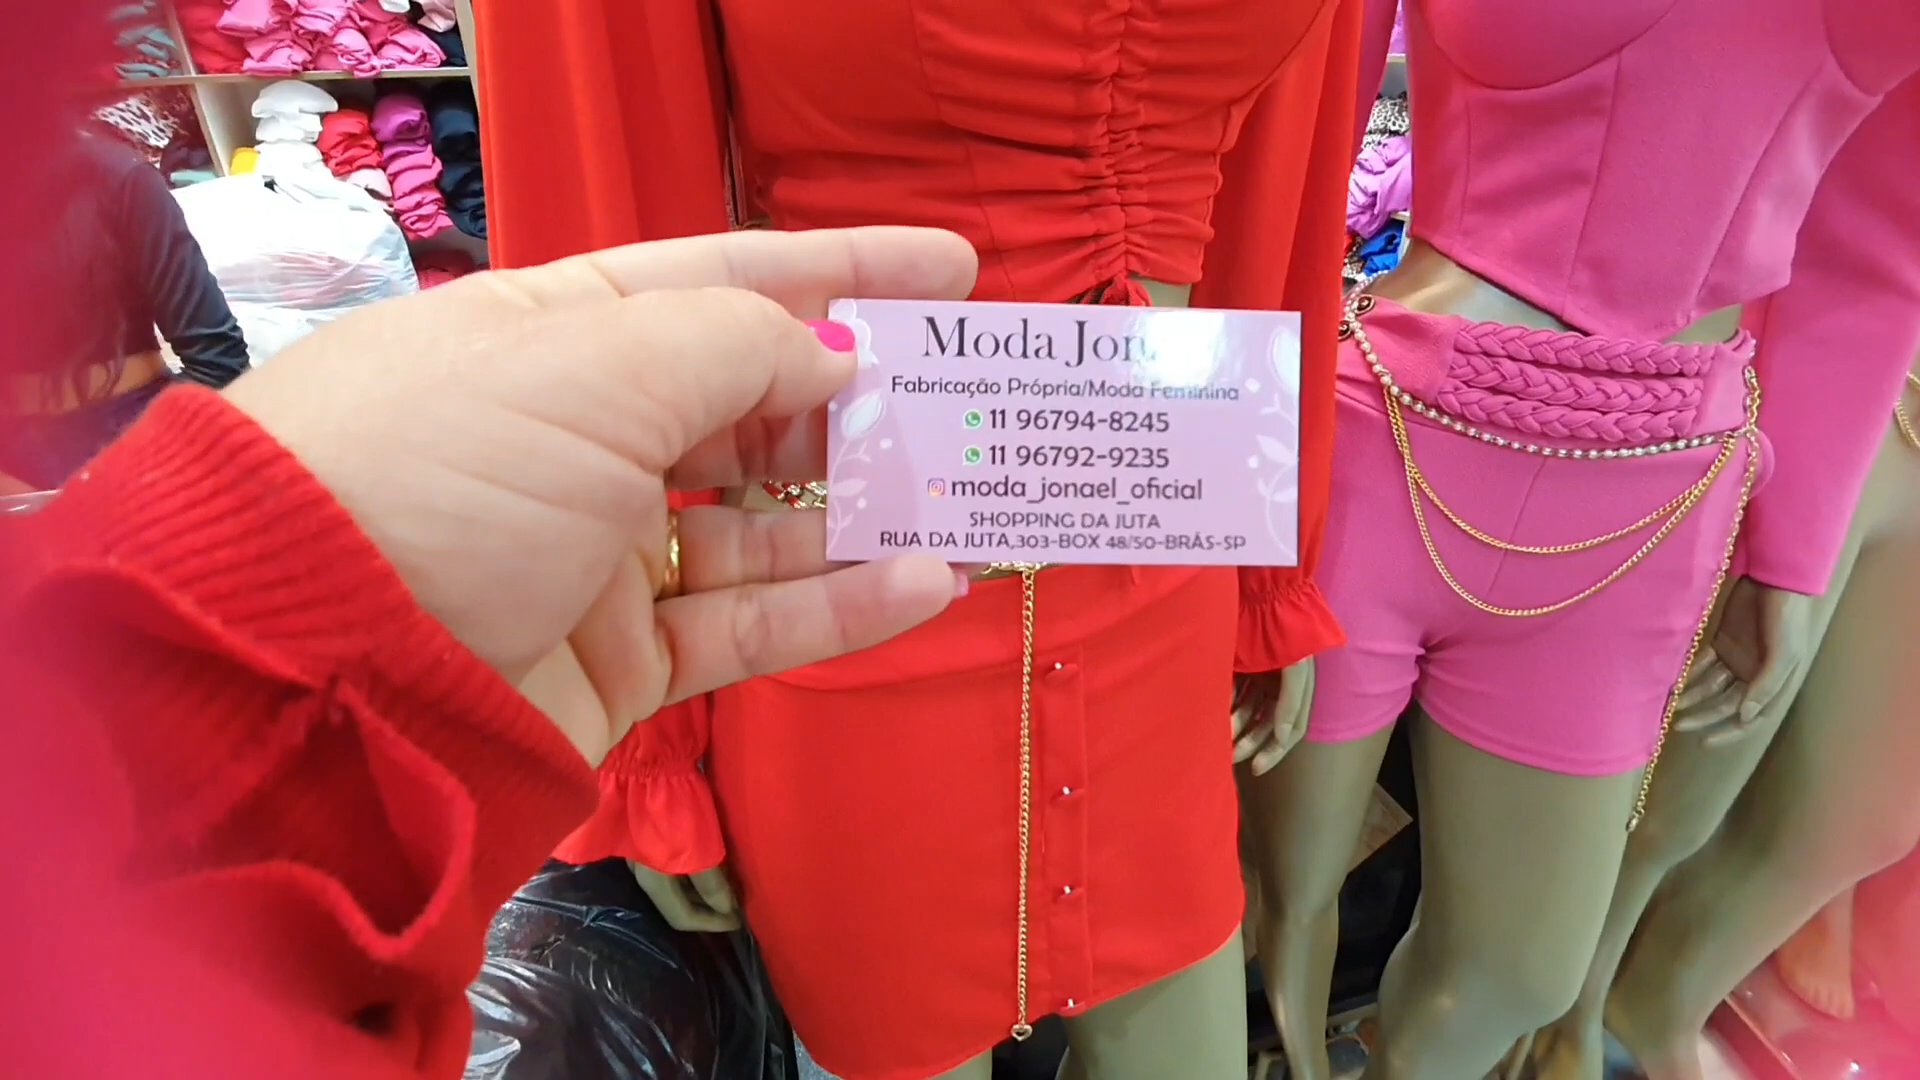 Moda
Fabricação Própria/Moda Feminina
11 96794-8245
11 96792-9235
moda_jonael_oficial
SHOPPING DA JUTA
RUA DA JUTA,303-BOX 48/50-BRÁS-SP